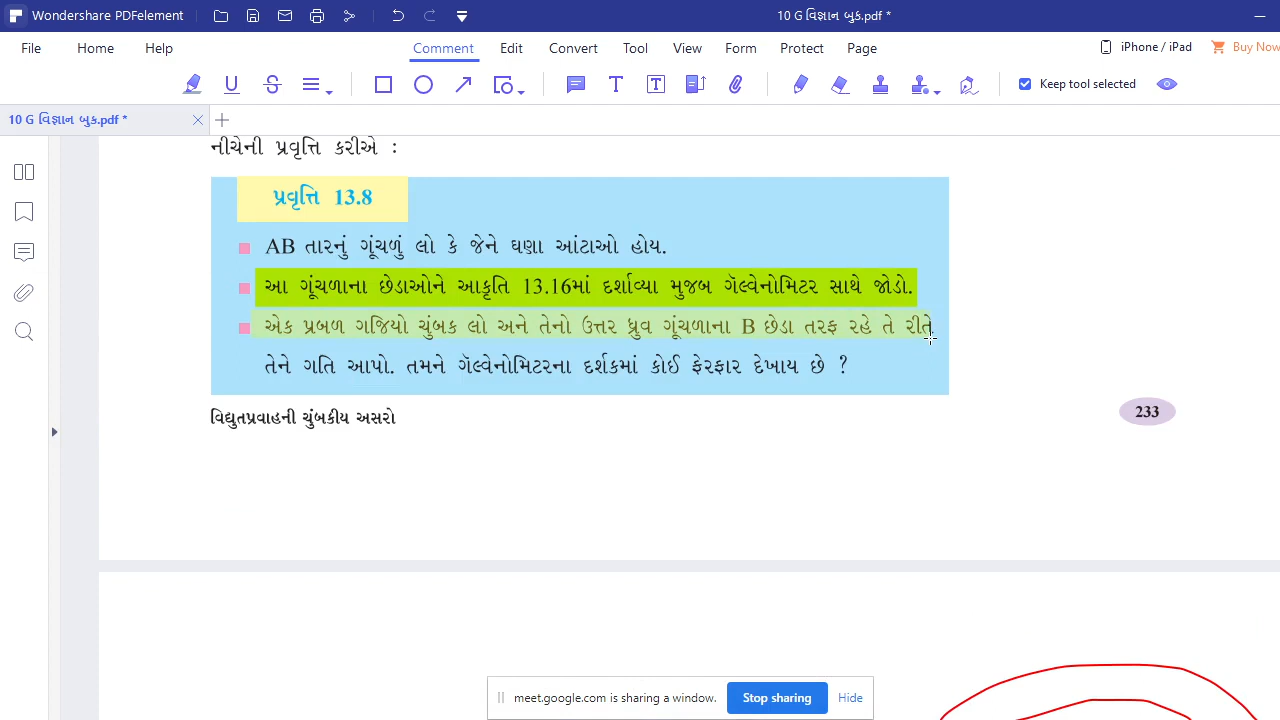 Wondershare PDFelement
10 G વિજ્ઞાન બુક.pdf *
File Home Help Comment Edit Convert Tool View Form Protect Page iPhone / iPad Buy Now
Keep tool selected
10 G વિજ્ઞાન બુક.pdf *
નીચેની પ્રવૃત્તિ કરીએ :
પ્રવૃત્તિ 13.8
AB તારનું ગૂંચળું લો કે જેને ઘણા આંટાઓ હોય.
આ ગૂંચળાના છેડાઓને આકૃતિ 13.16માં દર્શાવ્યા મુજબ ગૅલ્વેનોમિટર સાથે જોડો.
એક પ્રબળ ગજિયો ચુંબક લો અને તેનો ઉત્તર ધ્રુવ ગૂંચળાના B છેડા તરફ રહે તે રીતે
તેને ગતિ આપો. તમને ગૅલ્વેનોમિટરના દર્શકમાં કોઈ ફેરફાર દેખાય છે ?
વિદ્યુતપ્રવાહની ચુંબકીય અસરો
233
meet.google.com is sharing a window. Stop sharing Hide